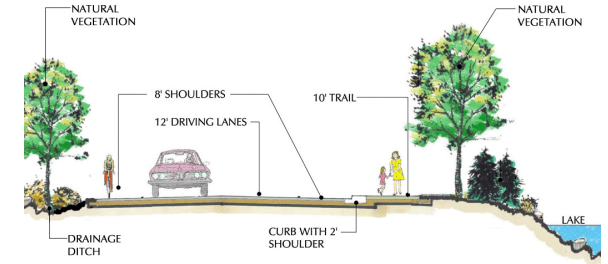 NATURAL
VEGETATION
NATURAL
VEGETATION
8' SHOULDERS
10' TRAIL
12' DRIVING LANES
LAKE
CURB WITH 2'
SHOULDER
DRAINAGE
DITCH